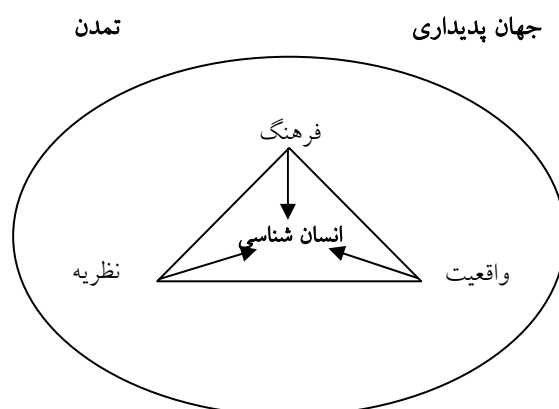 جهان پدیداری
تمدن
فرهنگ
انسان شناسی
واقعیت
نظریه